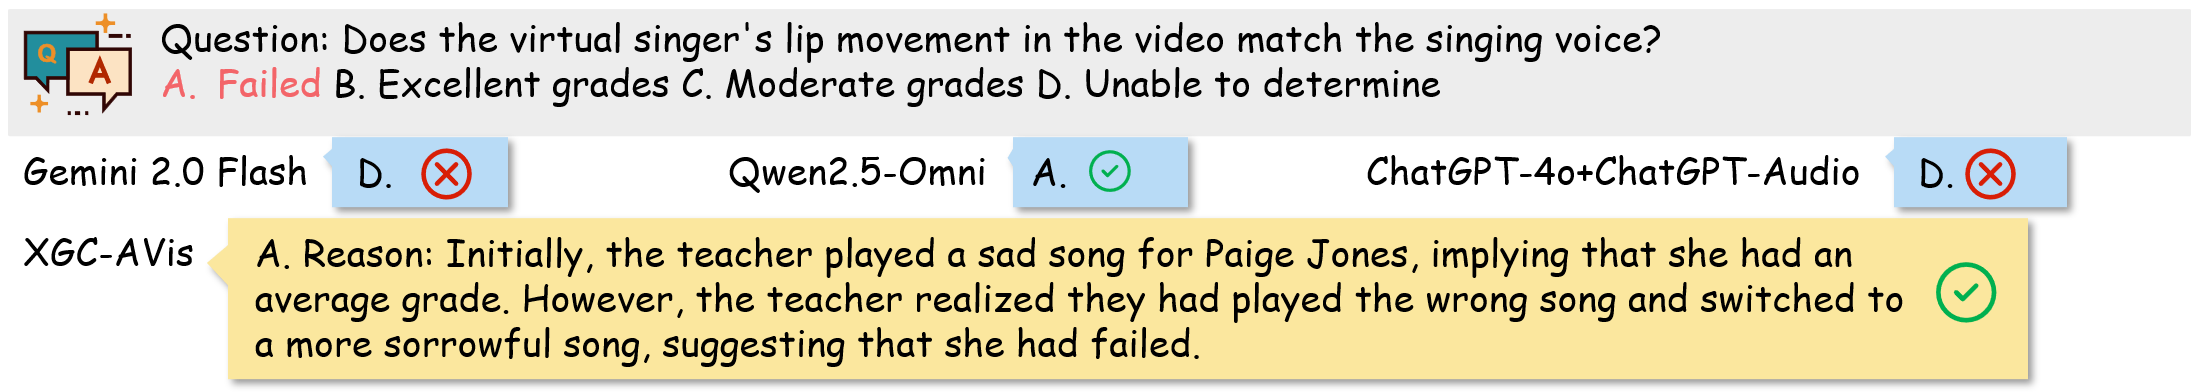 Q
A
Question: Does the virtual singer's lip movement in the video match the singing voice?
A. Failed B. Excellent grades C. Moderate grades D. Unable to determine
Gemini 2.0 Flash D. Qwen2.5-Omni A. ChatGPT-4o+ChatGPT-Audio D.
XGC-AVis
A. Reason: Initially, the teacher played a sad song for Paige Jones, implying that she had an
average grade. However, the teacher realized they had played the wrong song and switched to
a more sorrowful song, suggesting that she had failed.